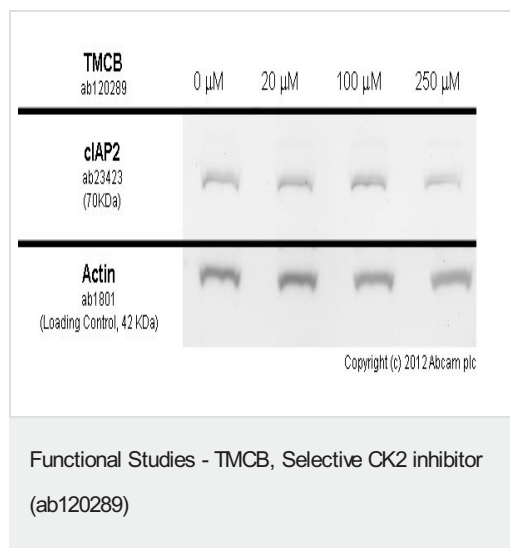 TMCB
ab120289
0 µM 20 µM 100 µM 250 µM
cIAP2
ab23423
(70KDa)
Actin
ab1801
(Loading Control, 42 KDa)
Copyright (c) 2012 Abcam plc
Functional Studies - TMCB, Selective CK2 inhibitor
(ab120289)